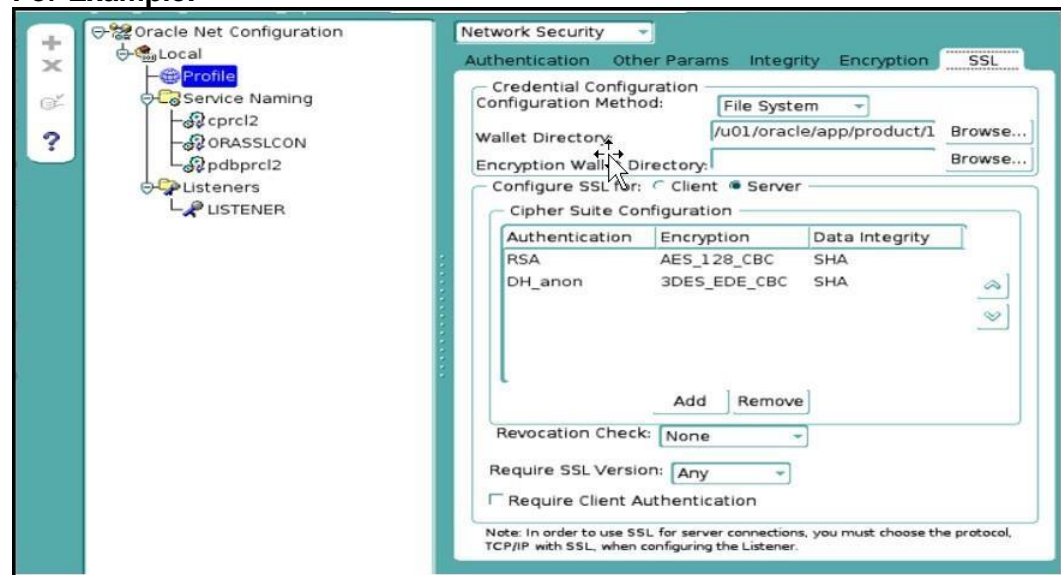 Oracle Net Configuration
Local
Profile
Service Naming
cprcl2
ORASSLCON
pdbprcl2
Listeners
LISTENER
Network Security
Authentication Other Params Integrity Encryption SSL
Credential Configuration
Configuration Method: File System
Wallet Directory: /u01/oracle/app/product/1 Browse...
Encryption Wallet Directory: Browse...
Configure SSL for: Client Server
Cipher Suite Configuration
Authentication Encryption Data Integrity
RSA AES_128_CBC SHA
DH_anon 3DES_EDE_CBC SHA
Add Remove
Revocation Check: None
Require SSL Version: Any
Require Client Authentication
Note: In order to use SSL for server connections, you must choose the protocol,
TCP/IP with SSL, when configuring the Listener.